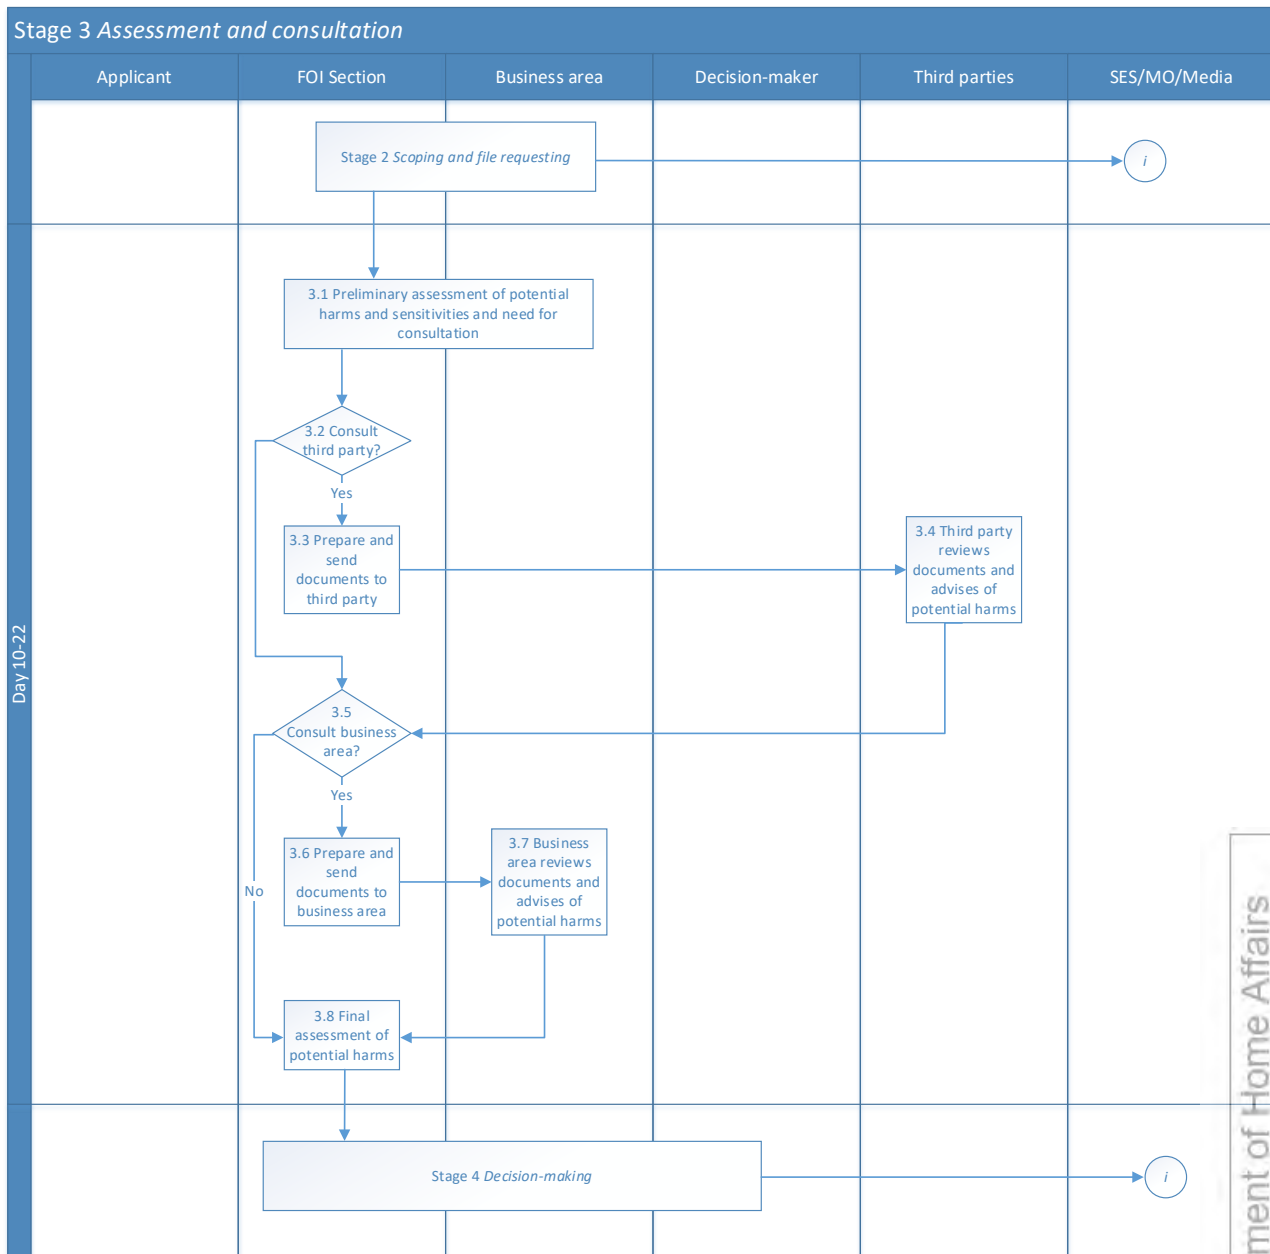 Stage 3 Assessment and consultation
Applicant
FOI Section
Business area
Decision-maker
Third parties
SES/MO/Media
Stage 2 Scoping and file requesting
i
Day 10-22
3.1 Preliminary assessment of potential
harms and sensitivities and need for
consultation
3.2 Consult
third party?
Yes
3.3 Prepare and
send
documents to
third party
3.4 Third party
reviews
documents and
advises of
potential harms
3.5
Consult business
area?
Yes
No
3.6 Prepare and
send
documents to
business area
3.7 Business
area reviews
documents and
advises of
potential harms
3.8 Final
assessment of
potential harms
Stage 4 Decision-making
i
ment of Home Affairs